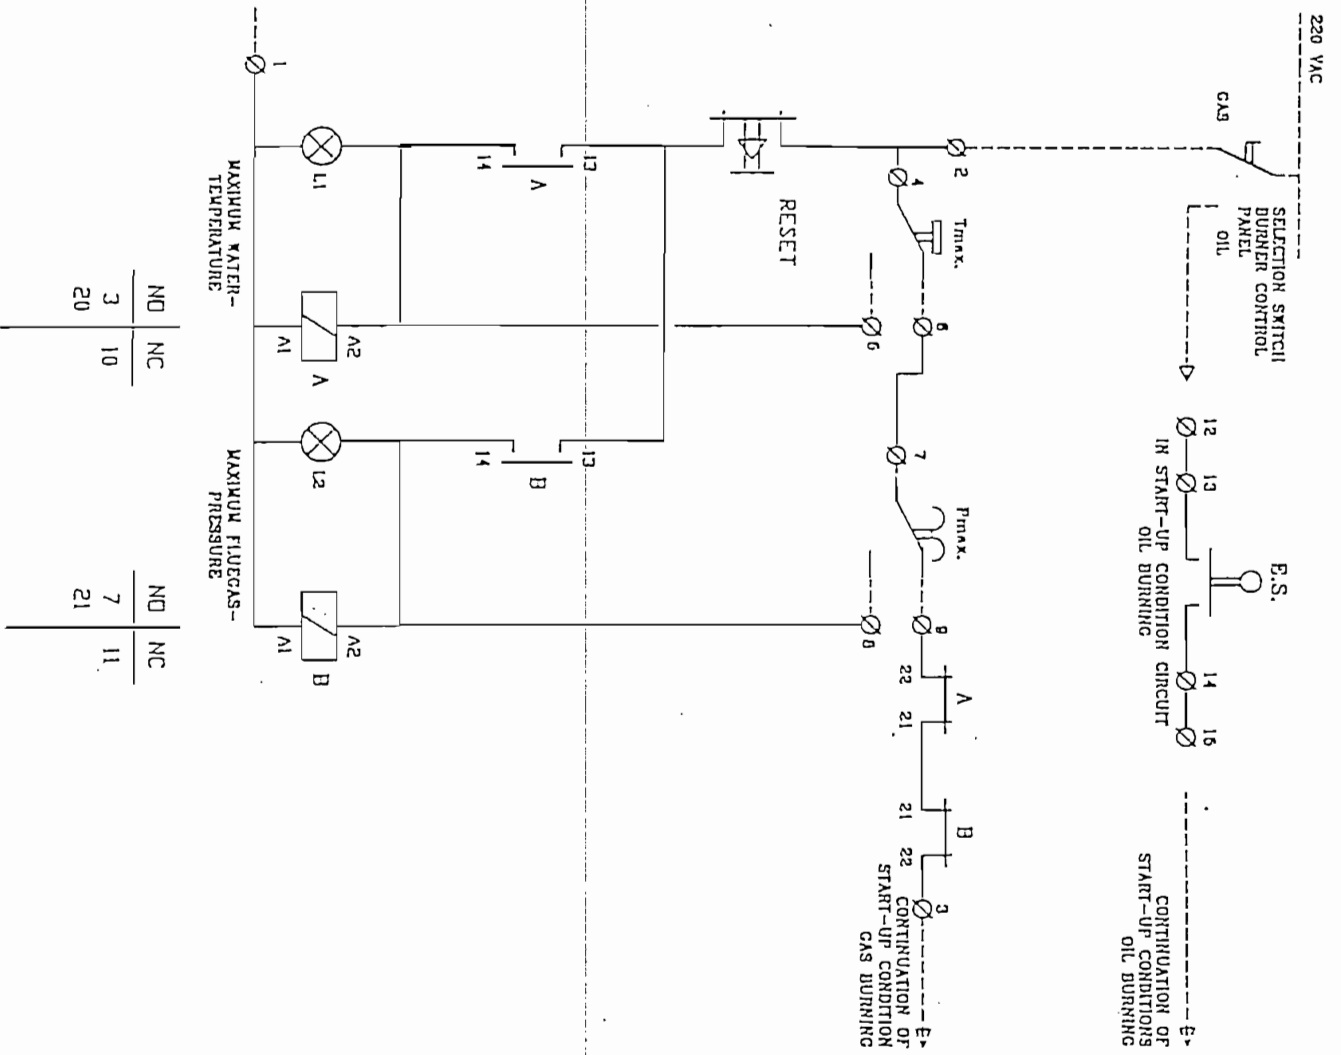 220 VAC
GAS
SELECTION SWITCH
BURNER CONTROL
PANEL
OIL
12
13
E.S.
14
16
IN START-UP CONDITION CIRCUIT
OIL BURNING
CONTINUATION OF
START-UP CONDITIONS
OIL BURNING
2
4
Tmax.
6
7
Pmax.
9
22
A
21
21
B
22
3
CONTINUATION OF
START-UP CONDITION
GAS BURNING
RESET
8
13
A
14
13
B
14
1
L1
A2
A1
A
L2
A2
A1
B
MAXIMUM WATER-
TEMPERATURE
MAXIMUM FLUEGAS-
PRESSURE
NO NC
3 10
20
NO NC
7 11
21